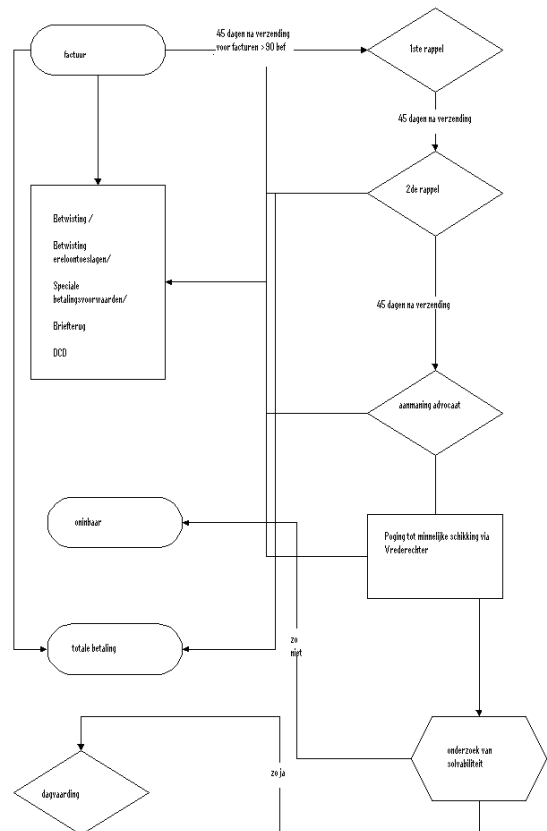 factuur
45 dagen na verzending
voor facturen > 90 bef
1ste rappel
45 dagen na verzending
2de rappel
Betwisting /
Betwisting
ereloontoeslagen/
Speciale
betalingsvoorwaarden/
Briefterug
DCD
45 dagen na verzending
aanmaning advocaat
oninbaar
Poging tot minnelijke schikking via
Vrederechter
totale betaling
zo
niet
onderzoek van
solvabiliteit
zo ja
dagvaarding